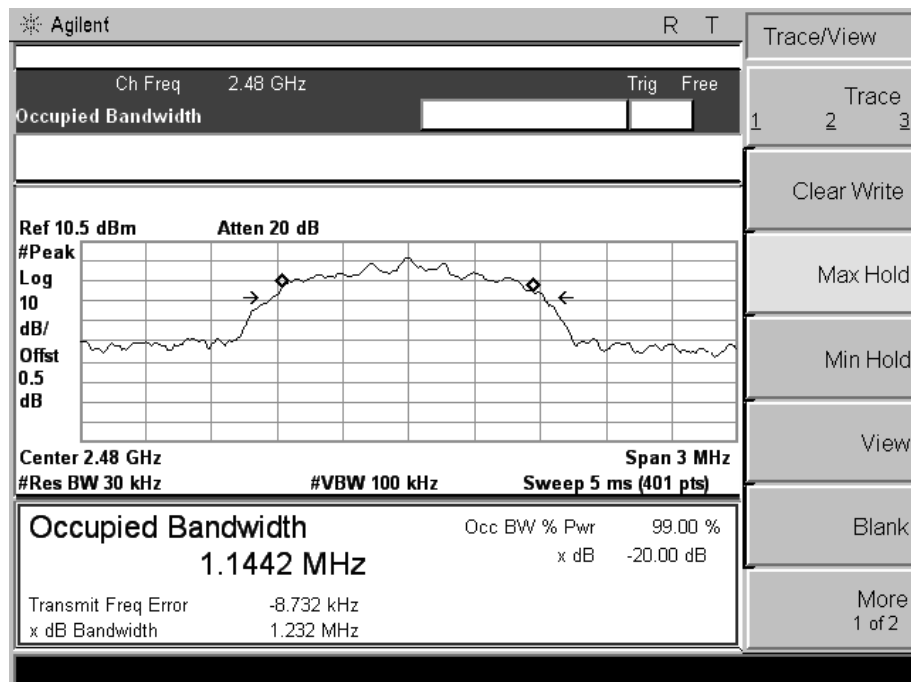 Agilent
R T
Ch Freq 2.48 GHz Trig Free
Occupied Bandwidth
Ref 10.5 dBm Atten 20 dB
#Peak
Log
10
dB/
Offst
0.5
dB
Center 2.48 GHz Span 3 MHz
#Res BW 30 kHz #VBW 100 kHz Sweep 5 ms (401 pts)
Occupied Bandwidth
1.1442 MHz
Occ BW % Pwr 99.00 %
x dB -20.00 dB
Transmit Freq Error -8.732 kHz
x dB Bandwidth 1.232 MHz
Trace/View
Trace
1 2 3
Clear Write
Max Hold
Min Hold
View
Blank
More
1 of 2